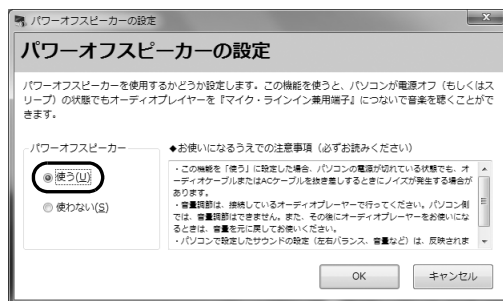 パワーオフスピーカーの設定
パワーオフスピーカーの設定
パワーオフスピーカーを使用するかどうか設定します。この機能を使うと、パソコンが電源オフ（もしくはス
リープ）の状態でもオーディオプレイヤーを『マイク・ラインイン兼用端子』につないで音楽を聴くことがで
きます。
パワーオフスピーカー
使う(U)
使わない(S)
◆お使いになるうえでの注意事項（必ずお読みください）
・この機能を「使う」に設定した場合、パソコンの電源が切れている状態でも、オ
ーディオケーブルまたはACケーブルを抜き差しするときにノイズが発生する場合が
あります。
・音量調節は、接続しているオーディオプレーヤーで行ってください。パソコン側
では、音量調節はできません。また、その後にオーディオプレーヤーをお使いにな
るときは、音量を元に戻してお使いください。
・パソコンで設定したサウンドの設定（左右バランス、音量など）は、反映されま
OK
キャンセル